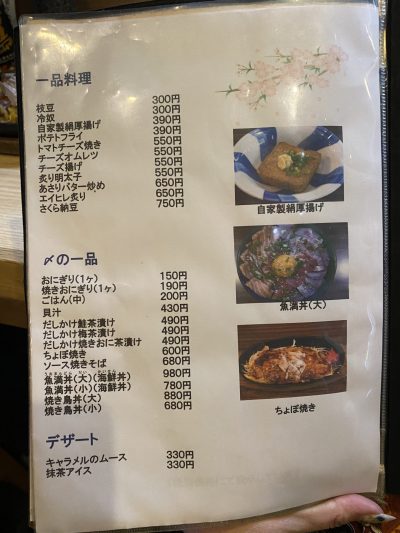 一品料理
枝豆 300円
冷奴 300円
自家製絹厚揚げ 390円
ポテトフライ 390円
トマトチーズ焼き 550円
チーズオムレツ 550円
チーズ揚げ 550円
炙り明太子 550円
あさりバター炒め 650円
エイヒレ炙り 650円
さくら納豆 750円
〆の一品
おにぎり(1ヶ) 150円
焼きおにぎり(1ヶ) 190円
ごはん(中) 200円
貝汁 430円
だしかけ鮭茶漬け 490円
だしかけ梅茶漬け 490円
だしかけ焼きおにぎり茶漬け 490円
ちょぼ焼き 600円
ソース焼きそば 680円
魚満丼(大)(海鮮丼) 980円
魚満丼(小)(海鮮丼) 780円
焼き鳥丼(大) 880円
焼き鳥丼(小) 680円
デザート
キャラメルのムース 330円
抹茶アイス 330円
自家製絹厚揚げ
魚満丼(大)
ちょぼ焼き